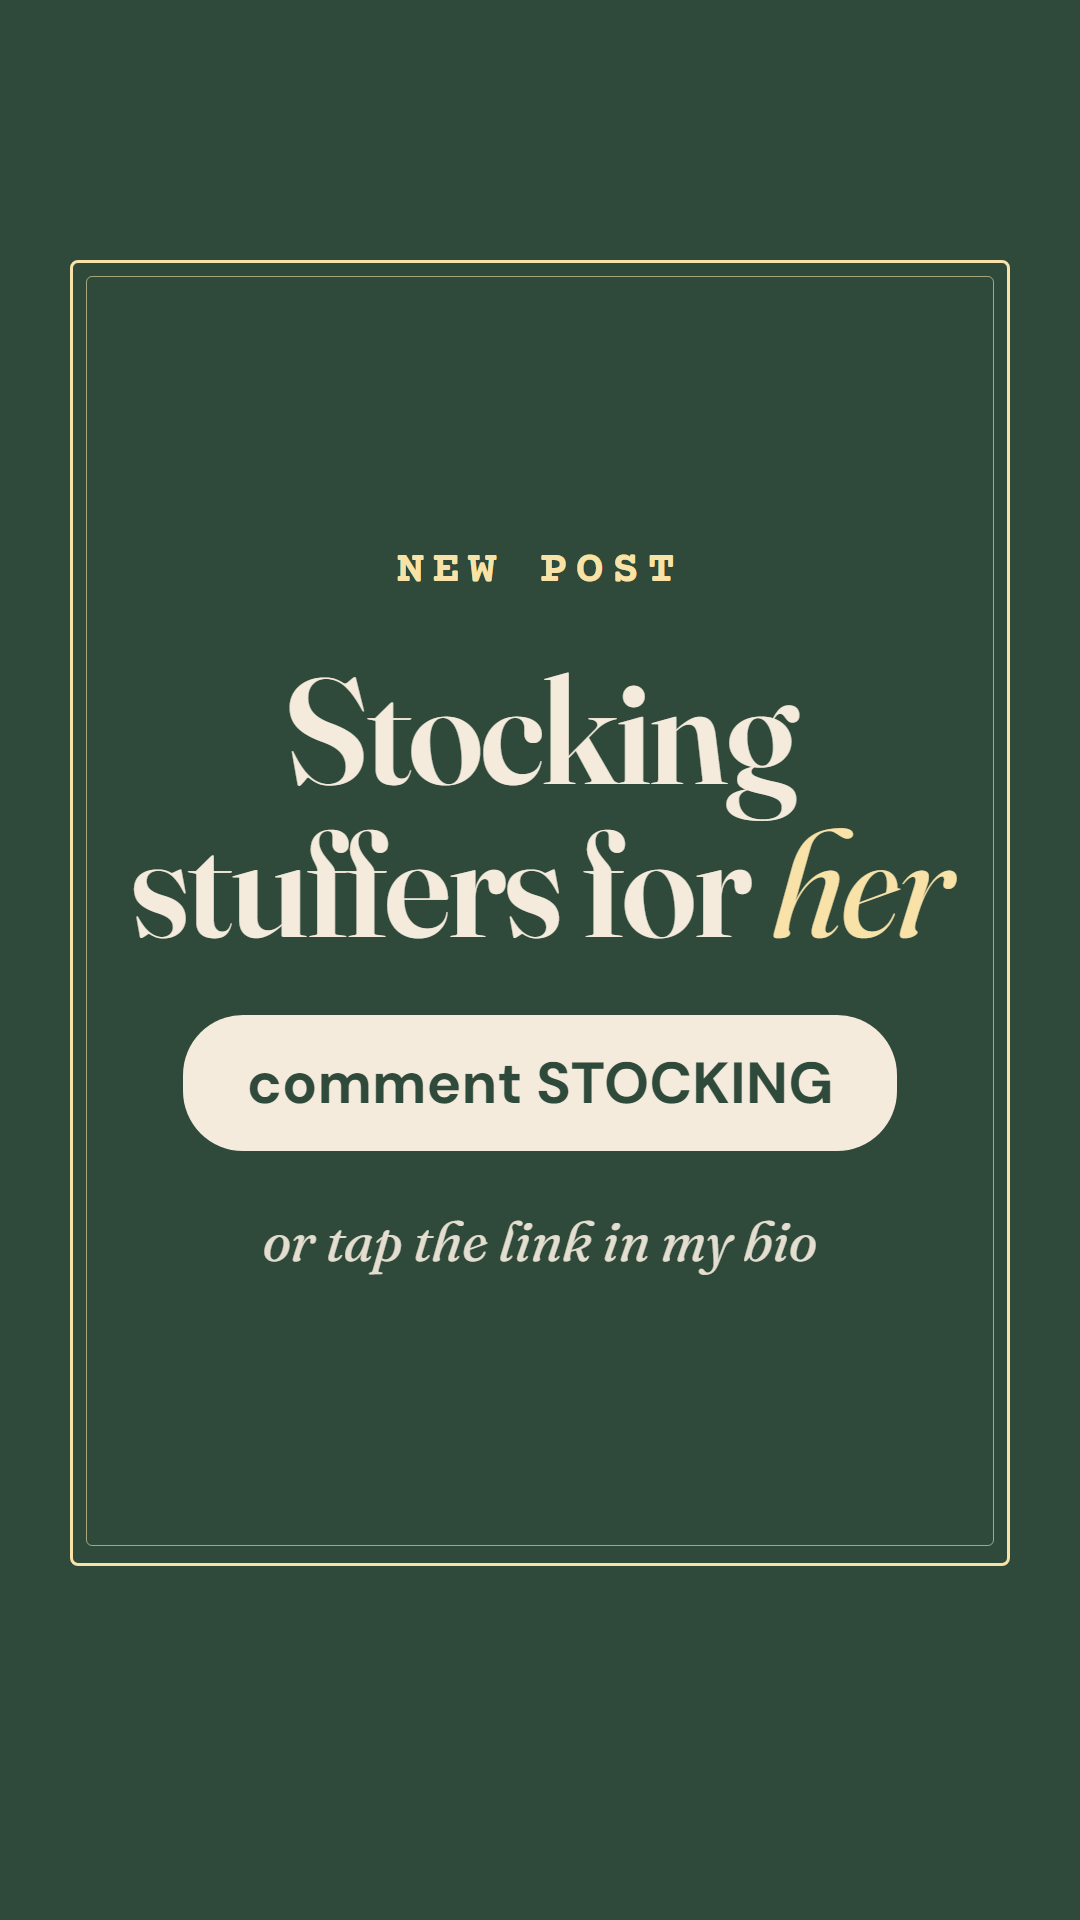 NEW POST
Stocking
stuffers for her
comment STOCKING
or tap the link in my bio